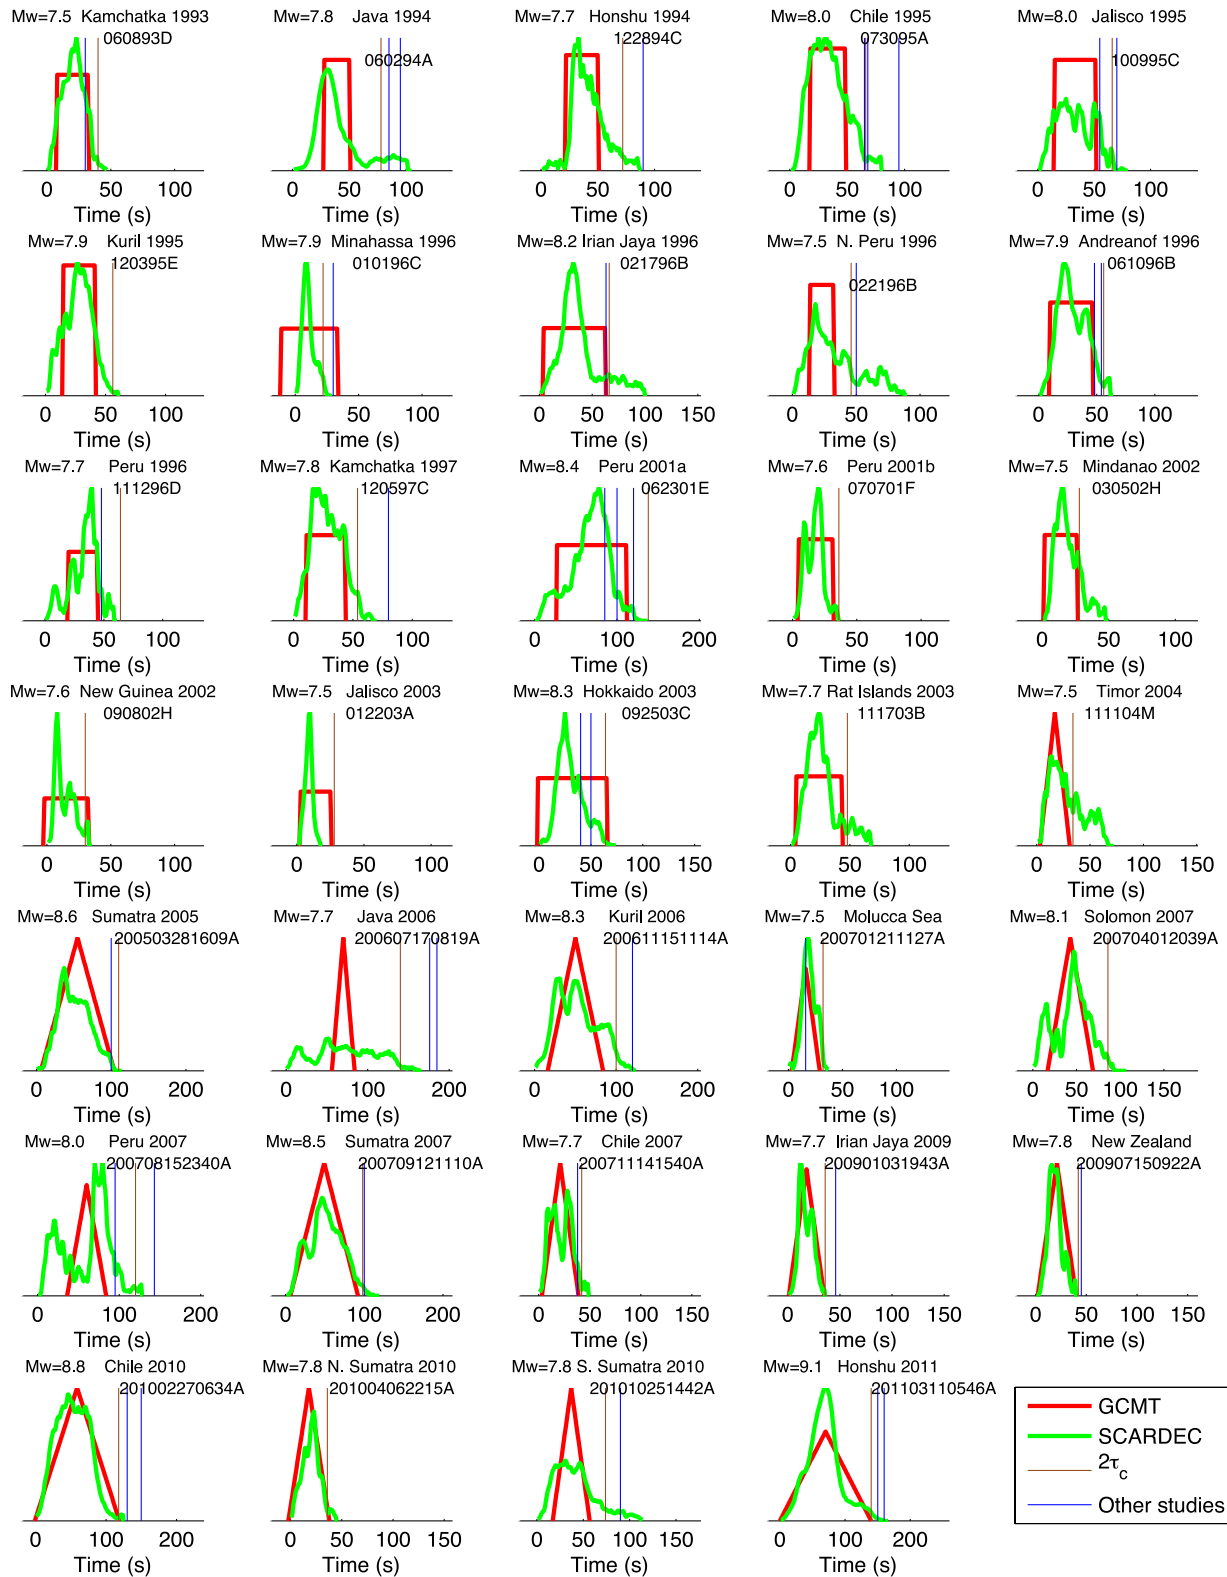 Mw=7.5 Kamchatka 1993
060893D
0 50 100
Time (s)
Mw=7.8 Java 1994
060294A
0 50 100
Time (s)
Mw=7.7 Honshu 1994
122894C
0 50 100
Time (s)
Mw=8.0 Chile 1995
073095A
0 50 100
Time (s)
Mw=8.0 Jalisco 1995
100995C
0 50 100
Time (s)
Mw=7.9 Kuril 1995
120395E
0 50 100
Time (s)
Mw=7.9 Minahassa 1996
010196C
0 50 100
Time (s)
Mw=8.2 Irian Jaya 1996
021796B
0 50 100 150
Time (s)
Mw=7.5 N. Peru 1996
022196B
0 50 100
Time (s)
Mw=7.9 Andreanof 1996
061096B
0 50 100
Time (s)
Mw=7.7 Peru 1996
111296D
0 50 100
Time (s)
Mw=7.8 Kamchatka 1997
120597C
0 50 100
Time (s)
Mw=8.4 Peru 2001a
062301E
0 100 200
Time (s)
Mw=7.6 Peru 2001b
070701F
0 50 100
Time (s)
Mw=7.5 Mindanao 2002
030502H
0 50 100
Time (s)
Mw=7.6 New Guinea 2002
090802H
0 50 100
Time (s)
Mw=7.5 Jalisco 2003
012203A
0 50 100
Time (s)
Mw=8.3 Hokkaido 2003
092503C
0 50 100 150
Time (s)
Mw=7.7 Rat Islands 2003
111703B
0 50 100
Time (s)
Mw=7.5 Timor 2004
111104M
0 50 100 150
Time (s)
Mw=8.6 Sumatra 2005
200503281609A
0 100 200
Time (s)
Mw=7.7 Java 2006
200607170819A
0 100 200
Time (s)
Mw=8.3 Kuril 2006
200611151114A
0 100 200
Time (s)
Mw=7.5 Molucca Sea
200701211127A
0 50 100 150
Time (s)
Mw=8.1 Solomon 2007
200704012039A
0 50 100 150
Time (s)
Mw=8.0 Peru 2007
200708152340A
0 100 200
Time (s)
Mw=8.5 Sumatra 2007
200709121110A
0 100 200
Time (s)
Mw=7.7 Chile 2007
200711141540A
0 50 100 150
Time (s)
Mw=7.7 Irian Jaya 2009
200901031943A
0 50 100 150
Time (s)
Mw=7.8 New Zealand
200907150922A
0 50 100 150
Time (s)
Mw=8.8 Chile 2010
201002270634A
0 100 200
Time (s)
Mw=7.8 N. Sumatra 2010
201004062215A
0 50 100 150
Time (s)
Mw=7.8 S. Sumatra 2010
201010251442A
0 50 100 150
Time (s)
Mw=9.1 Honshu 2011
201103110546A
0 100 200
Time (s)
GCMT
SCARDEC
2τc
Other studies